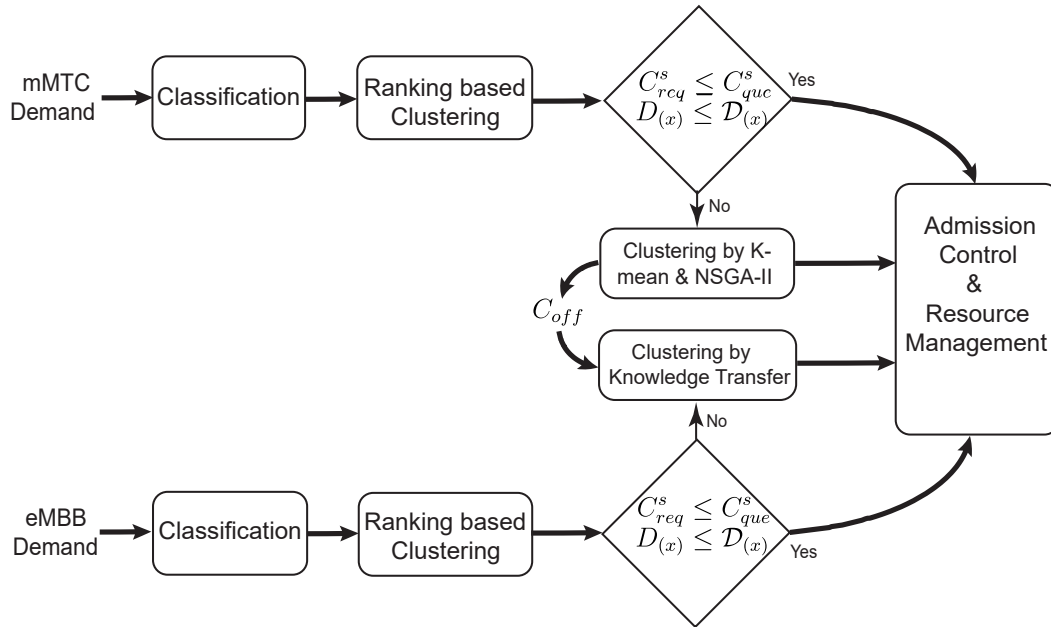 mMTC
Demand
Classification
Ranking based
Clustering
C^s_{req} ≤ C^s_{que}
D_{(x)} ≤ 𝒟_{(x)}
Yes
No
Clustering by K-
mean & NSGA-II
C_{off}
Clustering by
Knowledge Transfer
Admission
Control
&
Resource
Management
No
eMBB
Demand
Classification
Ranking based
Clustering
C^s_{req} ≤ C^s_{que}
D_{(x)} ≤ 𝒟_{(x)}
Yes